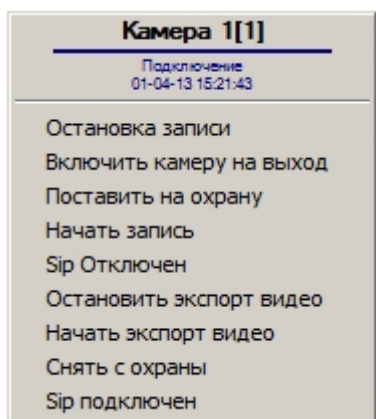 Камера 1[1]
Подключение
01-04-13 15:21:43
Остановка записи
Включить камеру на выход
Поставить на охрану
Начать запись
Sip Отключен
Остановить экспорт видео
Начать экспорт видео
Снять с охраны
Sip подключен